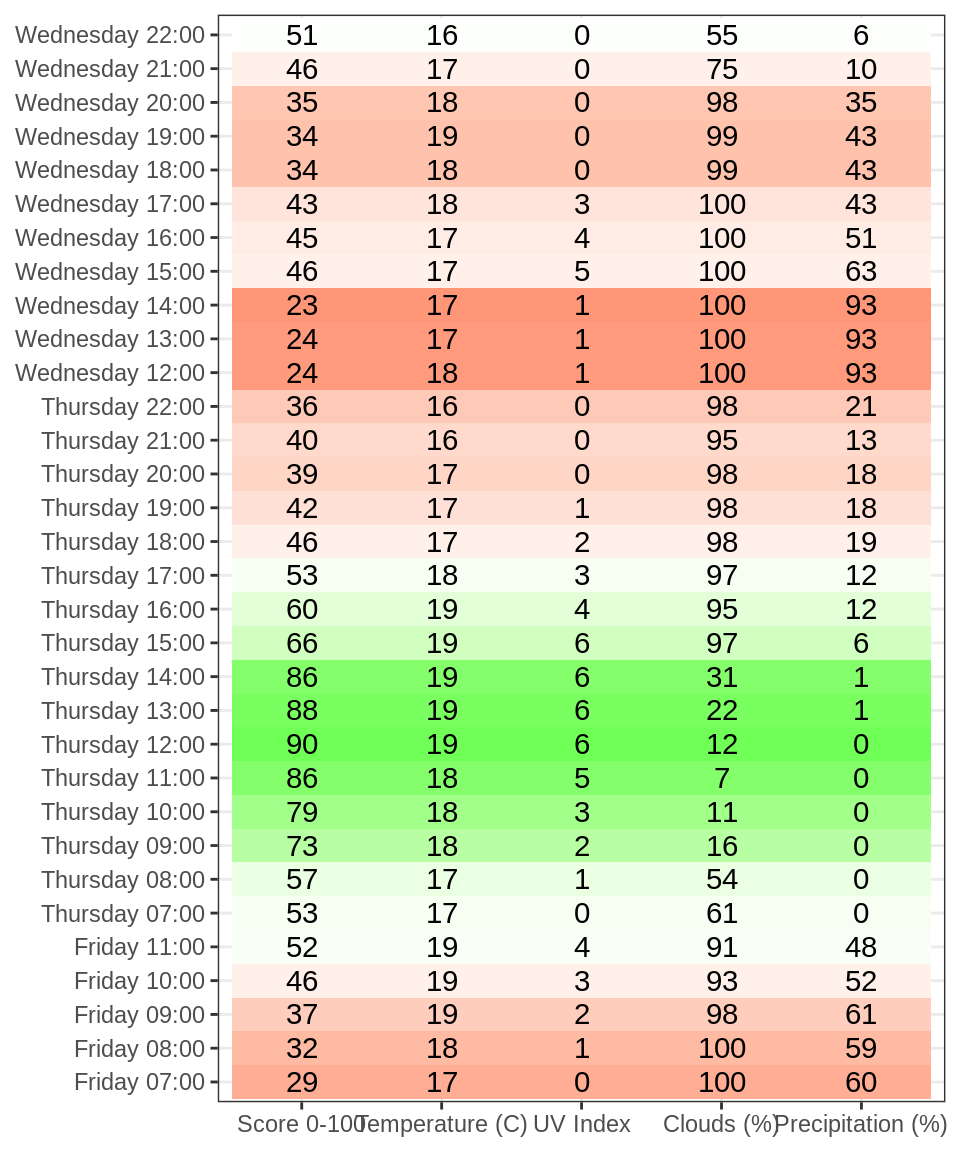 Wednesday 22:00 51 16 0 55 6
Wednesday 21:00 46 17 0 75 10
Wednesday 20:00 35 18 0 98 35
Wednesday 19:00 34 19 0 99 43
Wednesday 18:00 34 18 0 99 43
Wednesday 17:00 43 18 3 100 43
Wednesday 16:00 45 17 4 100 51
Wednesday 15:00 46 17 5 100 63
Wednesday 14:00 23 17 1 100 93
Wednesday 13:00 24 17 1 100 93
Wednesday 12:00 24 18 1 100 93
Thursday 22:00 36 16 0 98 21
Thursday 21:00 40 16 0 95 13
Thursday 20:00 39 17 0 98 18
Thursday 19:00 42 17 1 98 18
Thursday 18:00 46 17 2 98 19
Thursday 17:00 53 18 3 97 12
Thursday 16:00 60 19 4 95 12
Thursday 15:00 66 19 6 97 6
Thursday 14:00 86 19 6 31 1
Thursday 13:00 88 19 6 22 1
Thursday 12:00 90 19 6 12 0
Thursday 11:00 86 18 5 7 0
Thursday 10:00 79 18 3 11 0
Thursday 09:00 73 18 2 16 0
Thursday 08:00 57 17 1 54 0
Thursday 07:00 53 17 0 61 0
Friday 11:00 52 19 4 91 48
Friday 10:00 46 19 3 93 52
Friday 09:00 37 19 2 98 61
Friday 08:00 32 18 1 100 59
Friday 07:00 29 17 0 100 60
Score 0-100 Temperature (C) UV Index Clouds (%) Precipitation (%)